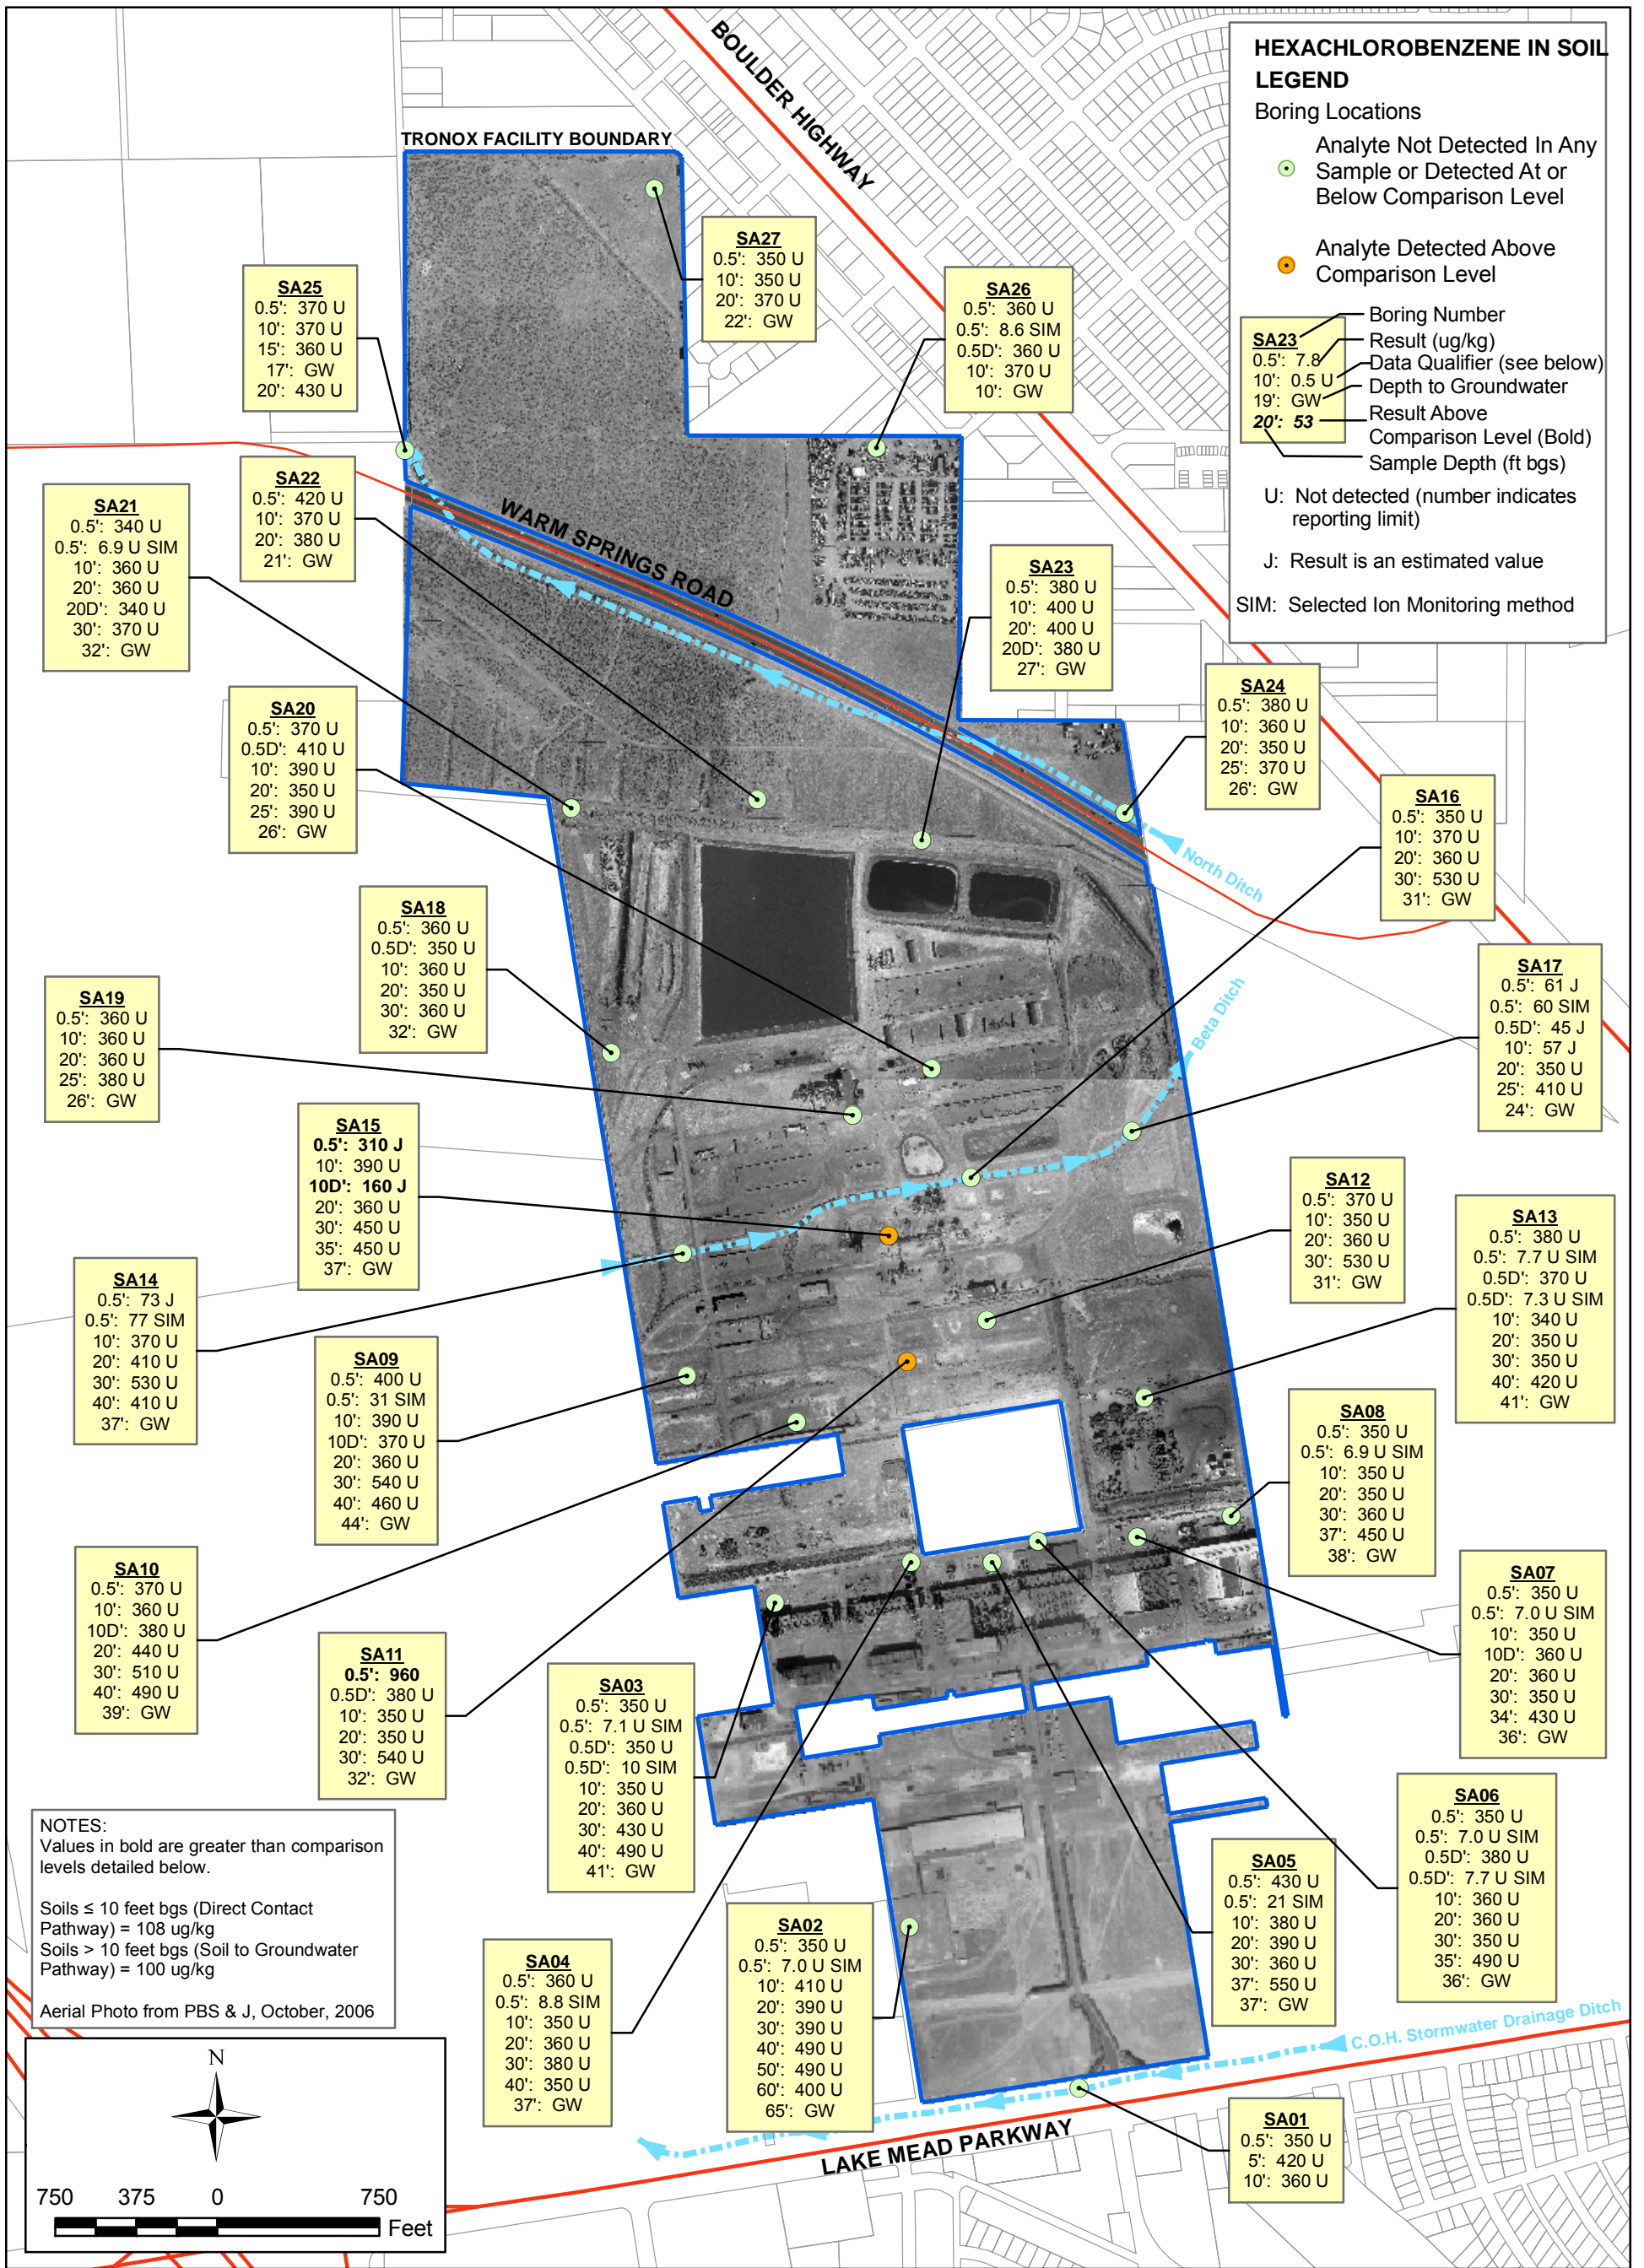 HEXACHLOROBENZENE IN SOIL
LEGEND
Boring Locations
Analyte Not Detected In Any
Sample or Detected At or
Below Comparison Level
Analyte Detected Above
Comparison Level
SA23
0.5': 7.8
10': 0.5 U
19': GW
20': 53
Boring Number
Result (ug/kg)
Data Qualifier (see below)
Depth to Groundwater
Result Above
Comparison Level (Bold)
Sample Depth (ft bgs)
U: Not detected (number indicates
reporting limit)
J: Result is an estimated value
SIM: Selected Ion Monitoring method
BOULDER HIGHWAY
TRONOX FACILITY BOUNDARY
SA27
0.5': 350 U
10': 350 U
20': 370 U
22': GW
SA25
0.5': 370 U
10': 370 U
15': 360 U
17': GW
20': 430 U
SA26
0.5': 360 U
0.5': 8.6 SIM
0.5D': 360 U
10': 370 U
10': GW
SA22
0.5': 420 U
10': 370 U
20': 380 U
21': GW
SA21
0.5': 340 U
0.5': 6.9 U SIM
10': 360 U
20': 360 U
20D': 340 U
30': 370 U
32': GW
WARM SPRINGS ROAD
SA23
0.5': 380 U
10': 400 U
20': 400 U
20D': 380 U
27': GW
SA24
0.5': 380 U
10': 360 U
20': 350 U
25': 370 U
26': GW
SA20
0.5': 370 U
0.5D': 410 U
10': 390 U
20': 350 U
25': 390 U
26': GW
SA16
0.5': 350 U
10': 370 U
20': 360 U
30': 530 U
31': GW
North Ditch
SA18
0.5': 360 U
0.5D': 350 U
10': 360 U
20': 350 U
30': 360 U
32': GW
SA17
0.5': 61 J
0.5': 60 SIM
0.5D': 45 J
10': 57 J
20': 350 U
25': 410 U
24': GW
SA19
0.5': 360 U
10': 360 U
20': 360 U
25': 380 U
26': GW
Beta Ditch
SA15
0.5': 310 J
10': 390 U
10D': 160 J
20': 360 U
30': 450 U
35': 450 U
37': GW
SA12
0.5': 370 U
10': 350 U
20': 360 U
30': 530 U
31': GW
SA13
0.5': 380 U
0.5': 7.7 U SIM
0.5D': 370 U
0.5D': 7.3 U SIM
10': 340 U
20': 350 U
30': 350 U
40': 420 U
41': GW
SA14
0.5': 73 J
0.5': 77 SIM
10': 370 U
20': 410 U
30': 530 U
40': 410 U
37': GW
SA09
0.5': 400 U
0.5': 31 SIM
10': 390 U
10D': 370 U
20': 360 U
30': 540 U
40': 460 U
44': GW
SA08
0.5': 350 U
0.5': 6.9 U SIM
10': 350 U
20': 350 U
30': 360 U
37': 450 U
38': GW
SA10
0.5': 370 U
10': 360 U
10D': 380 U
20': 440 U
30': 510 U
40': 490 U
39': GW
SA07
0.5': 350 U
0.5': 7.0 U SIM
10': 350 U
10D': 360 U
20': 360 U
30': 350 U
34': 430 U
36': GW
SA11
0.5': 960
0.5D': 380 U
10': 350 U
20': 350 U
30': 540 U
32': GW
SA03
0.5': 350 U
0.5': 7.1 U SIM
0.5D': 350 U
0.5D': 10 SIM
10': 350 U
20': 360 U
30': 430 U
40': 490 U
41': GW
SA06
0.5': 350 U
0.5': 7.0 U SIM
0.5D': 380 U
0.5D': 7.7 U SIM
10': 360 U
20': 360 U
30': 350 U
35': 490 U
36': GW
SA05
0.5': 430 U
0.5': 21 SIM
10': 380 U
20': 390 U
30': 360 U
37': 550 U
37': GW
NOTES:
Values in bold are greater than comparison
levels detailed below.
Soils ≤ 10 feet bgs (Direct Contact
Pathway) = 108 ug/kg
Soils > 10 feet bgs (Soil to Groundwater
Pathway) = 100 ug/kg
Aerial Photo from PBS & J, October, 2006
SA02
0.5': 350 U
0.5': 7.0 U SIM
10': 410 U
20': 390 U
30': 390 U
40': 490 U
50': 490 U
60': 400 U
65': GW
SA04
0.5': 360 U
0.5': 8.8 SIM
10': 350 U
20': 360 U
30': 380 U
40': 350 U
37': GW
C.O.H. Stormwater Drainage Ditch
SA01
0.5': 350 U
5': 420 U
10': 360 U
LAKE MEAD PARKWAY
N
750 375 0 750
Feet